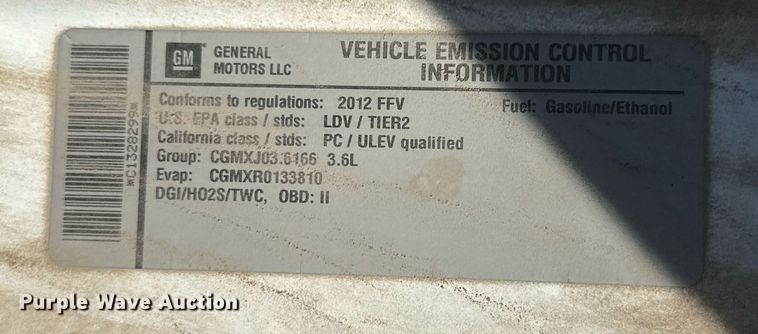 GM
GENERAL MOTORS LLC
VEHICLE EMISSION CONTROL
INFORMATION
Conforms to regulations: 2012 FFV Fuel: Gasoline/Ethanol
U.S. EPA class / stds: LDV / TIER2
California class / stds: PC / ULEV qualified
Group: CGMXJ03.6166 3.6L
Evap: CGMXR0133810
DGI/HO2S/TWC, OBD: II
*C1328299*
Purple Wave Auction